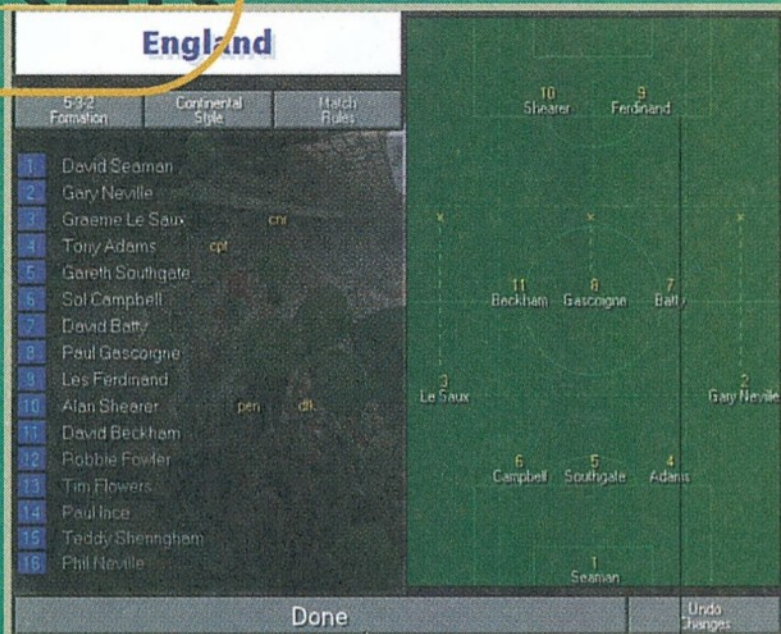 England
5-3-2 Formation
Continental Style
Match Rules
1 David Seaman
2 Gary Neville
3 Graeme Le Saux cnr
4 Tony Adams cpt
5 Gareth Southgate
6 Sol Campbell
7 David Batty
8 Paul Gascoigne
9 Les Ferdinand
10 Alan Shearer pen dfk
11 David Beckham
12 Robbie Fowler
13 Tim Flowers
14 Paul Ince
15 Teddy Sheringham
16 Phil Neville
10 9
Shearer Ferdinand
x x x
11 8 7
Beckham Gascoigne Batty
3 2
Le Saux Gary Neville
6 5 4
Campbell Southgate Adams
1
Seaman
Done
Undo Changes